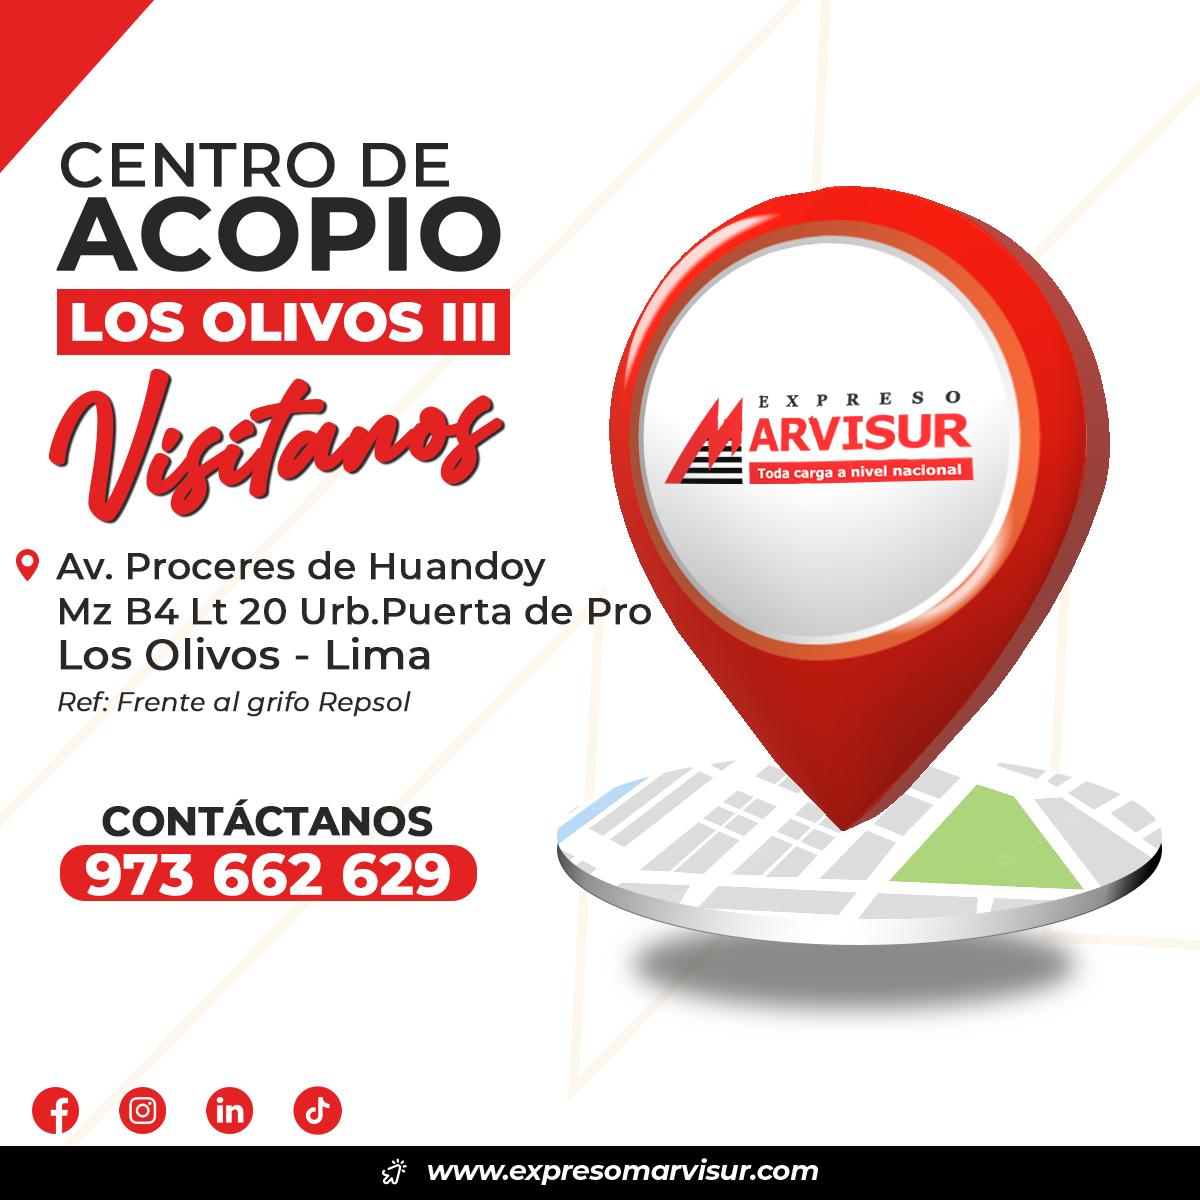 CENTRO DE
ACOPIO
LOS OLIVOS III
Visítanos
Av. Proceres de Huandoy
Mz B4 Lt 20 Urb.Puerta de Pro
Los Olivos - Lima
Ref: Frente al grifo Repsol
CONTÁCTANOS
973 662 629
EXPRESO
MARVISUR
Toda carga a nivel nacional
www.expresomarvisur.com